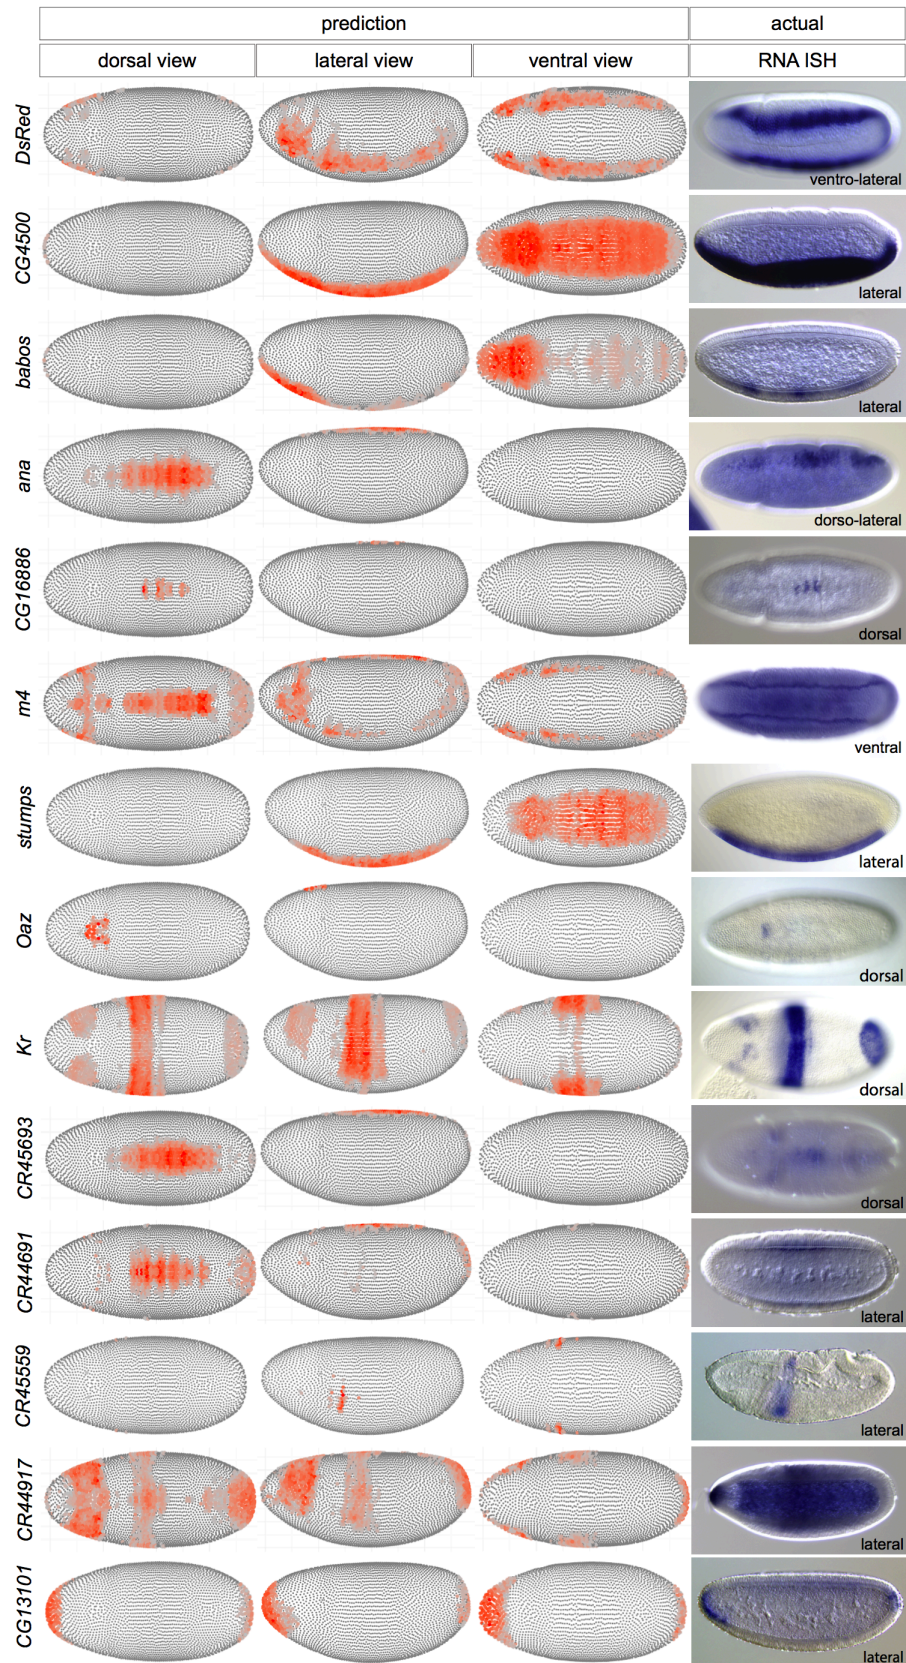 prediction actual
dorsal view lateral view ventral view RNA ISH
DsRed
ventro-lateral
CG4500
lateral
babos
lateral
ana
dorso-lateral
CG16886
dorsal
m4
ventral
stumps
lateral
Oaz
dorsal
Kr
dorsal
CR45693
dorsal
CR44691
lateral
CR45559
lateral
CR44917
lateral
CG13101
lateral